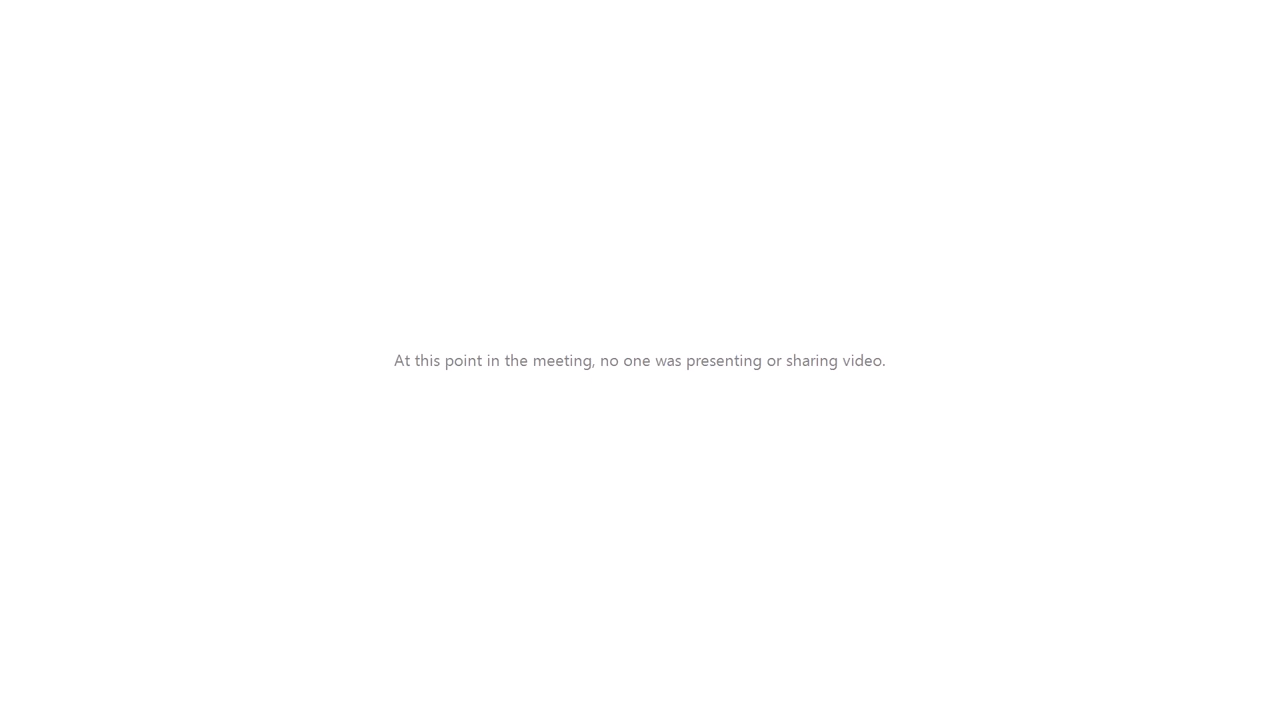 At this point in the meeting, no one was presenting or sharing video.